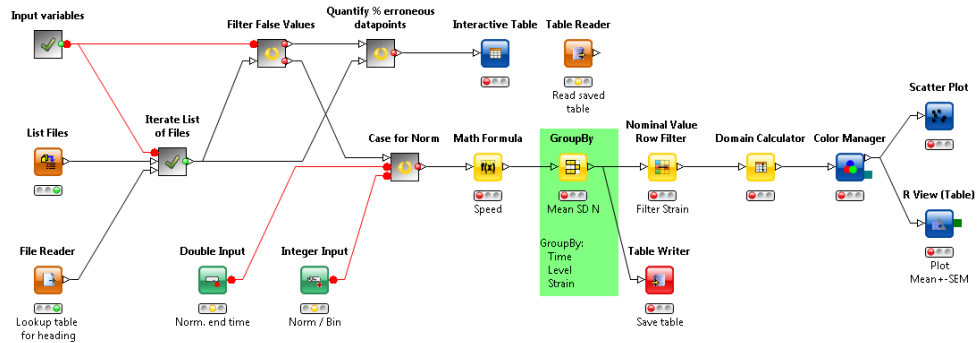 Input variables
Filter False Values
Quantify % erroneous
datapoints
Interactive Table
Table Reader
Read saved
table
List Files
Iterate List
of Files
Case for Norm
Math Formula
f(x)
Speed
GroupBy
Mean SD N
GroupBy:
Time
Level
Strain
Nominal Value
Row Filter
Filter Strain
Domain Calculator
Color Manager
Scatter Plot
R View (Table)
Plot
Mean+-SEM
File Reader
Lookup table
for heading
Double Input
Norm. end time
Integer Input
Norm / Bin
Table Writer
Save table